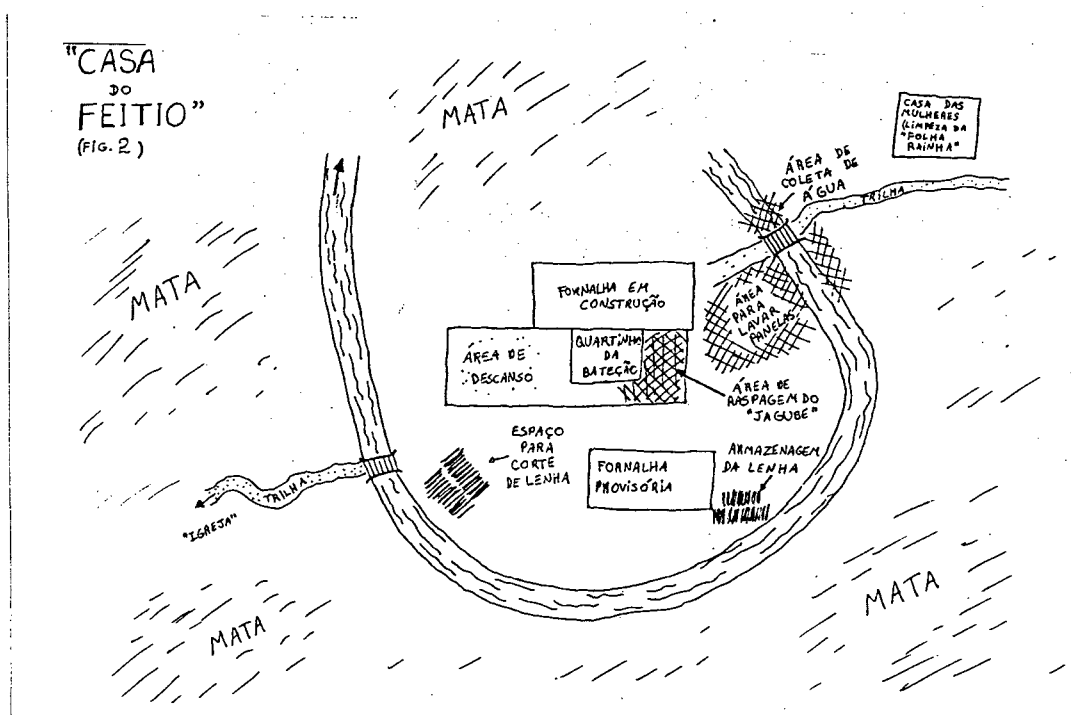 "CASA
DO
FEITIO"
(FIG. 2)
MATA
CASA DAS
MULHERES
(LIMPEZA DA
"FOLHA
RAINHA"
ÁREA DE
COLETA DE
ÁGUA
TRILHA
MATA
FORNALHA EM
CONSTRUÇÃO
ÁREA
PARA
LAVAR
PANELAS
ÁREA DE
DESCANSO
QUARTINHO
DA
BATEÇÃO
ÁREA DE
RASPAGEM DO
"JAGUBE"
ESPAÇO
PARA
CORTE
DE LENHA
FORNALHA
PROVISÓRIA
ARMAZENAGEM
DA LENHA
TRILHA
"IGREJA"
MATA
MATA